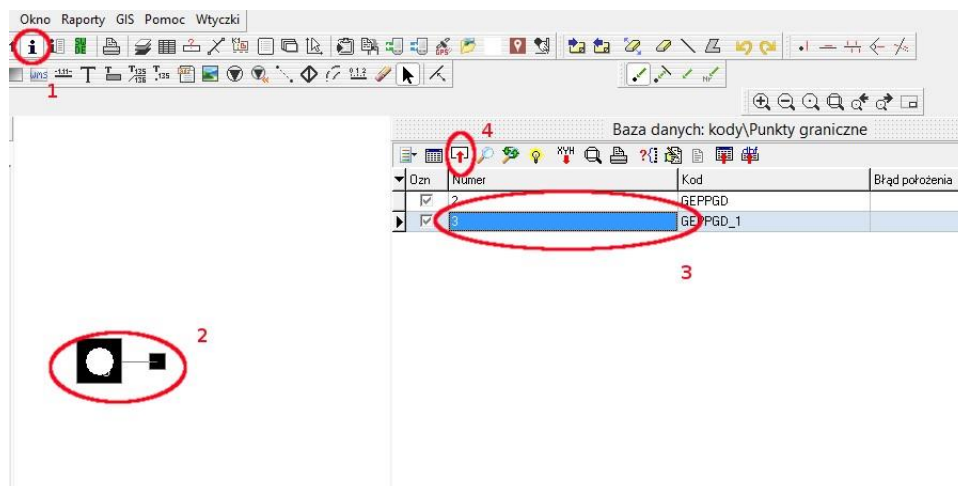 Okno Raporty GIS Pomoc Wtyczki
1
4
Baza danych: kody\Punkty graniczne
Ozn Numer Kod Błąd położenia
2 GEPPGD
3 GEPPGD_1
3
2